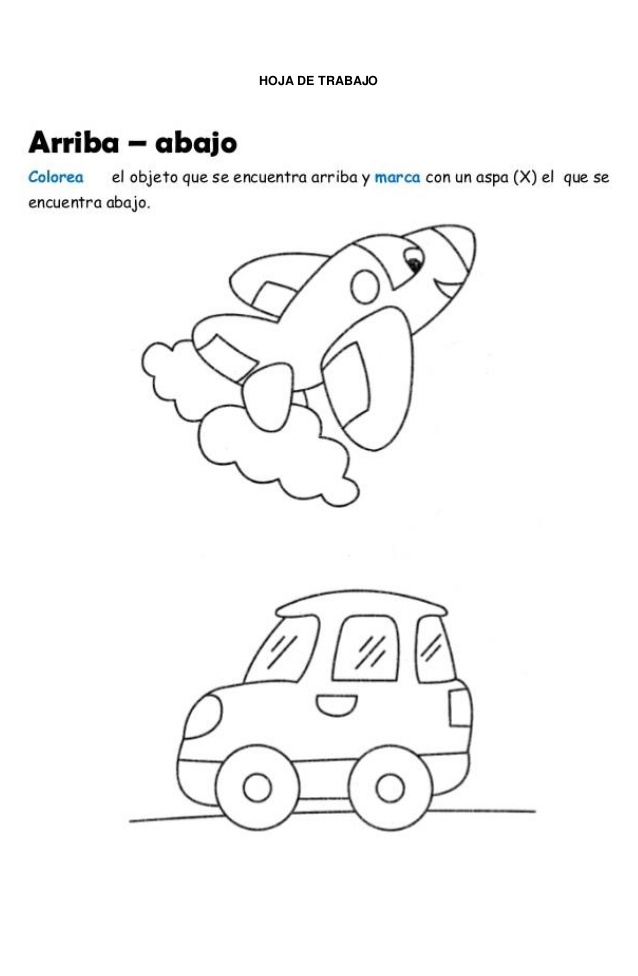 HOJA DE TRABAJO
Arriba – abajo
Colorea el objeto que se encuentra arriba y marca con un aspa (X) el que se
encuentra abajo.